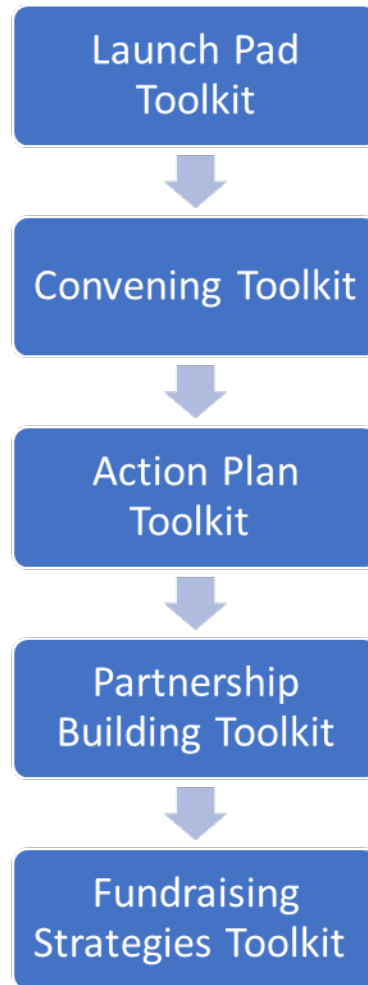 Launch Pad
Toolkit
Convening Toolkit
Action Plan
Toolkit
Partnership
Building Toolkit
Fundraising
Strategies Toolkit